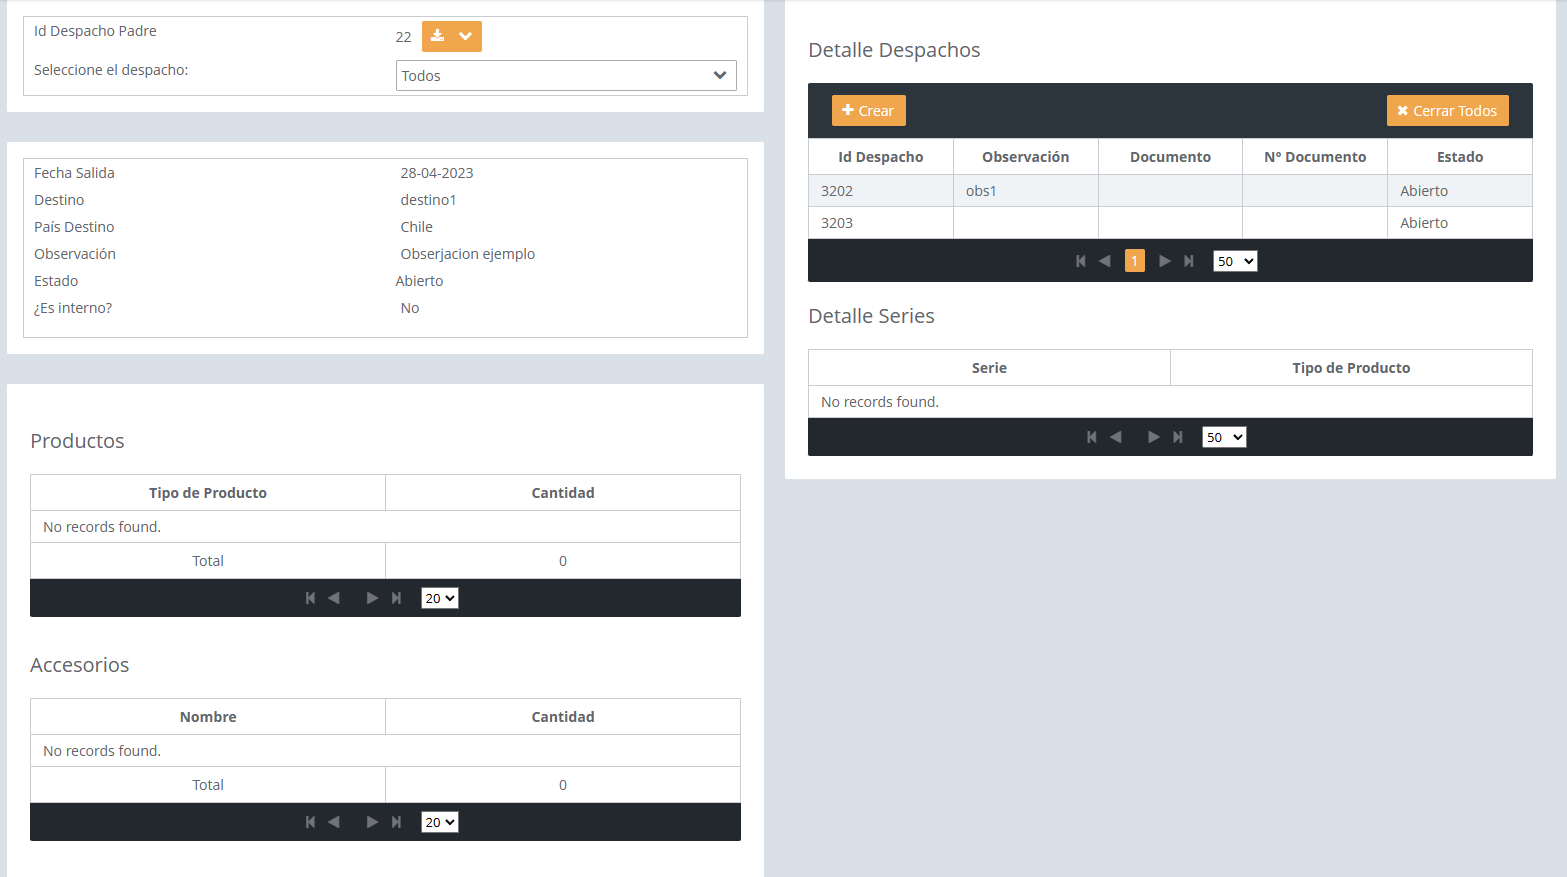 Id Despacho Padre 22
Seleccione el despacho: Todos
Fecha Salida 28-04-2023
Destino destino1
País Destino Chile
Observación Obserjacion ejemplo
Estado Abierto
¿Es interno? No
Productos
Tipo de Producto Cantidad
No records found.
Total 0
20
Accesorios
Nombre Cantidad
No records found.
Total 0
20
Detalle Despachos
Crear Cerrar Todos
Id Despacho Observación Documento Nº Documento Estado
3202 obs1 Abierto
3203 Abierto
1 50
Detalle Series
Serie Tipo de Producto
No records found.
50